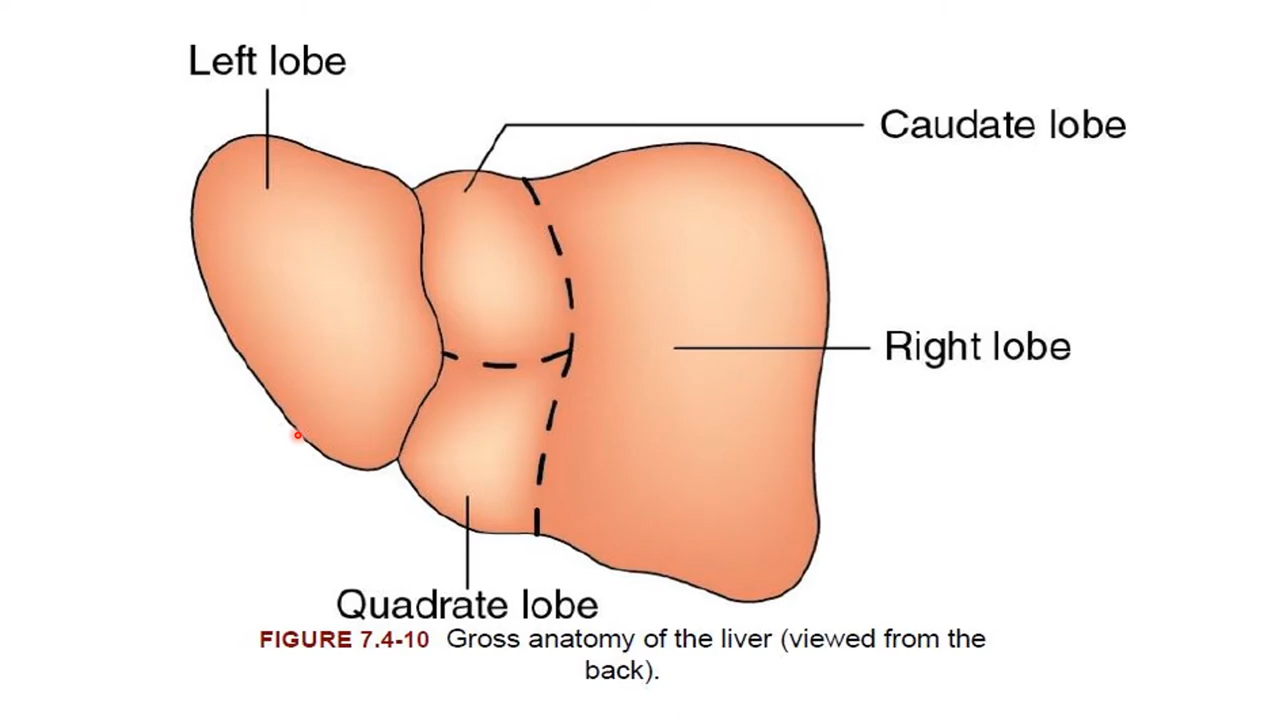 Left lobe
Caudate lobe
Right lobe
Quadrate lobe
FIGURE 7.4-10 Gross anatomy of the liver (viewed from the
back).